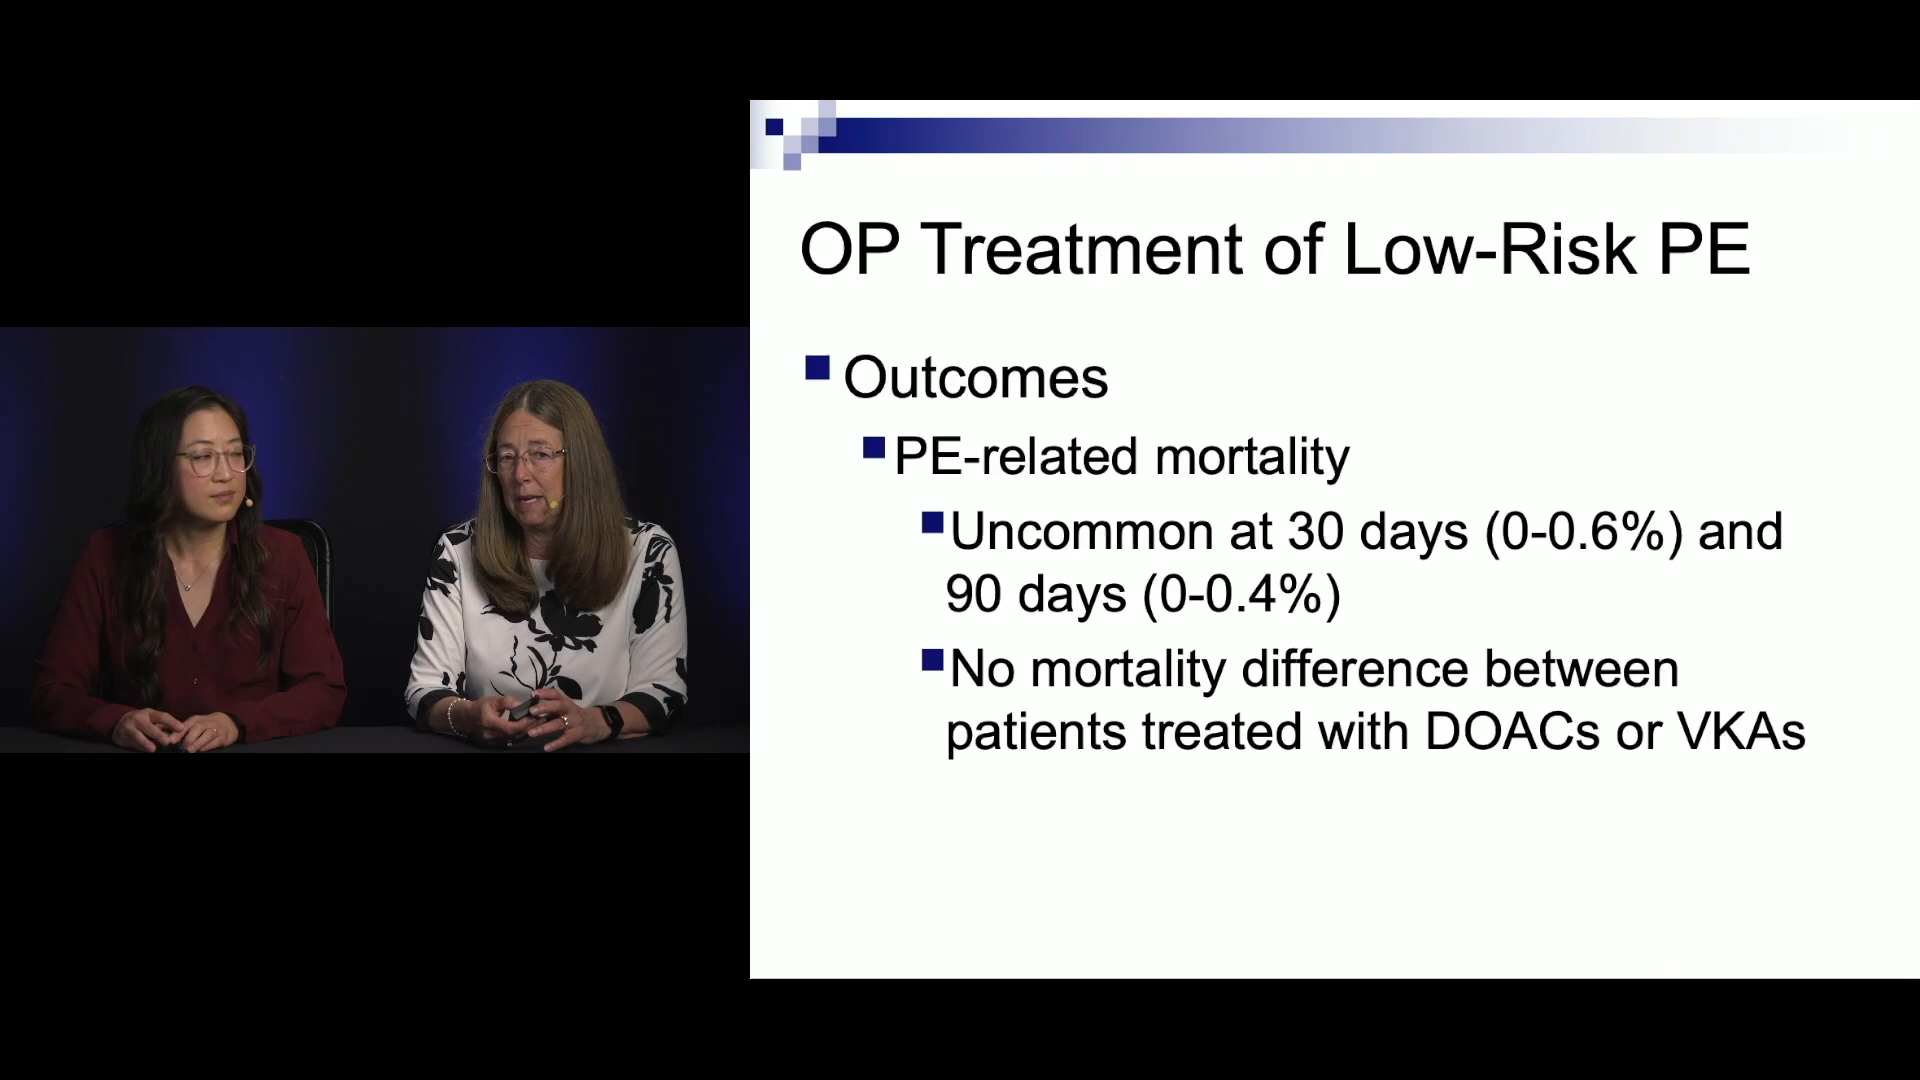 OP Treatment of Low-Risk PE
Outcomes
PE-related mortality
Uncommon at 30 days (0-0.6%) and
90 days (0-0.4%)
No mortality difference between
patients treated with DOACs or VKAs